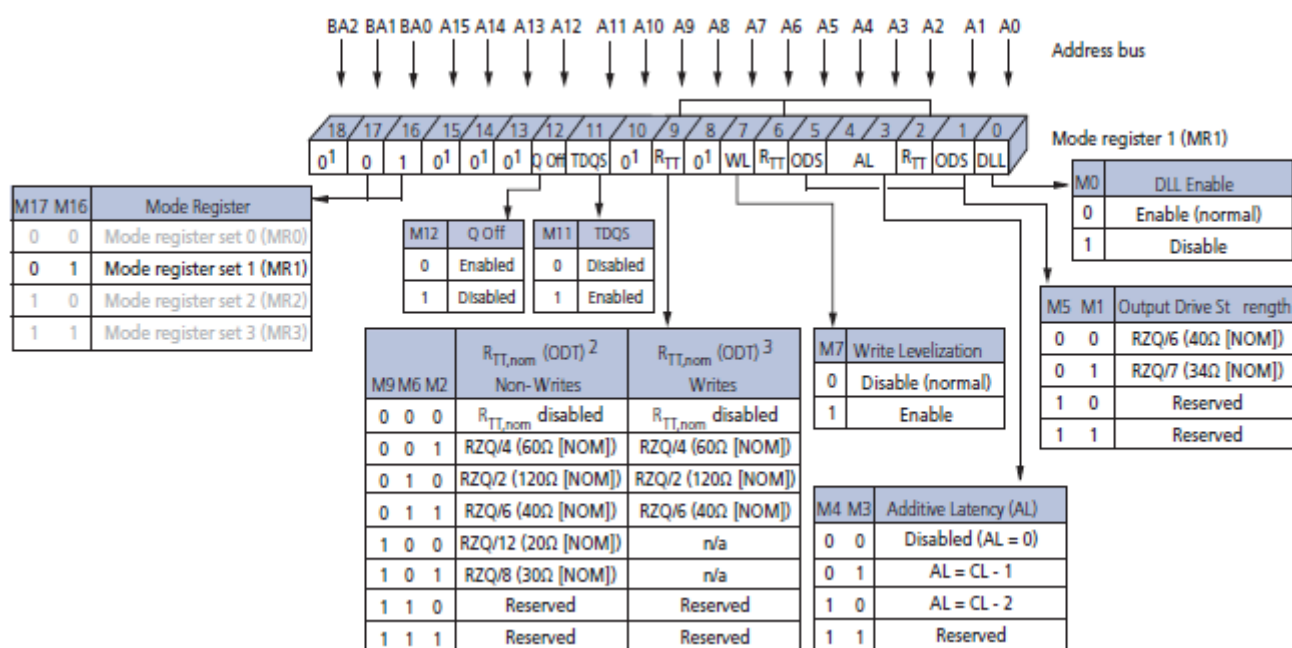 BA2 BA1 BA0 A15 A14 A13 A12 A11 A10 A9 A8 A7 A6 A5 A4 A3 A2 A1 A0
Address bus
18 17 16 15 14 13 12 11 10 9 8 7 6 5 4 3 2 1 0
Mode register 1 (MR1)
0¹ 0 1 0¹ 0¹ 0¹ Q Off TDQS 0¹ RTT 0¹ WL RTT ODS AL RTT ODS DLL
M17 M16 Mode Register
0 0 Mode register set 0 (MR0)
0 1 Mode register set 1 (MR1)
1 0 Mode register set 2 (MR2)
1 1 Mode register set 3 (MR3)
M12 Q Off
0 Enabled
1 Disabled
M11 TDQS
0 Disabled
1 Enabled
M0 DLL Enable
0 Enable (normal)
1 Disable
M5 M1 Output Drive St rength
0 0 RZQ/6 (40Ω [NOM])
0 1 RZQ/7 (34Ω [NOM])
1 0 Reserved
1 1 Reserved
M9 M6 M2 RTT,nom (ODT) ² Non-Writes RTT,nom (ODT) ³ Writes
0 0 0 RTT,nom disabled RTT,nom disabled
0 0 1 RZQ/4 (60Ω [NOM]) RZQ/4 (60Ω [NOM])
0 1 0 RZQ/2 (120Ω [NOM]) RZQ/2 (120Ω [NOM])
0 1 1 RZQ/6 (40Ω [NOM]) RZQ/6 (40Ω [NOM])
1 0 0 RZQ/12 (20Ω [NOM]) n/a
1 0 1 RZQ/8 (30Ω [NOM]) n/a
1 1 0 Reserved Reserved
1 1 1 Reserved Reserved
M7 Write Levelization
0 Disable (normal)
1 Enable
M4 M3 Additive Latency (AL)
0 0 Disabled (AL = 0)
0 1 AL = CL - 1
1 0 AL = CL - 2
1 1 Reserved